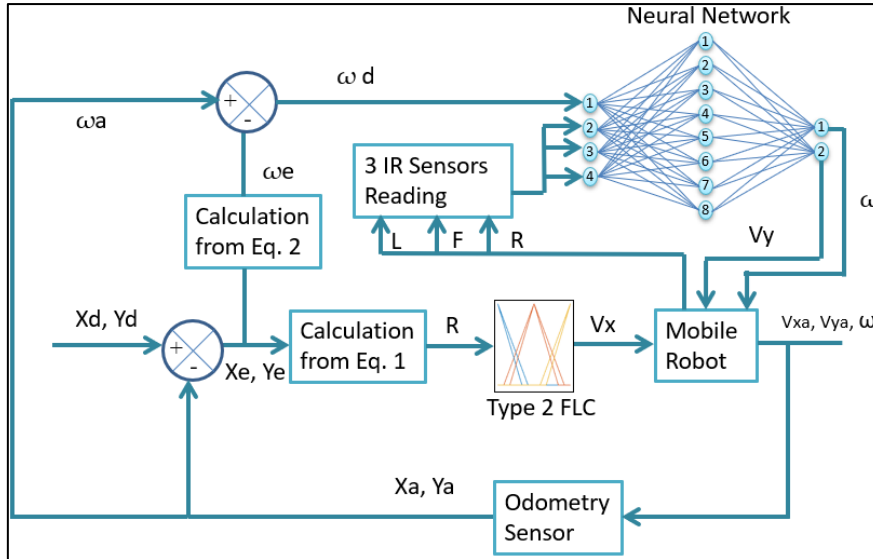 Neural Network
ω d
+
-
ωa
1
2
3
4
1
2
3
4
5
6
7
8
1
2
ωe
3 IR Sensors
Reading
Calculation
from Eq. 2
L
F
R
Vy
ω
Xd, Yd
+
-
Xe, Ye
Calculation
from Eq. 1
R
Type 2 FLC
Vx
Mobile
Robot
Vxa, Vya, ω
Xa, Ya
Odometry
Sensor